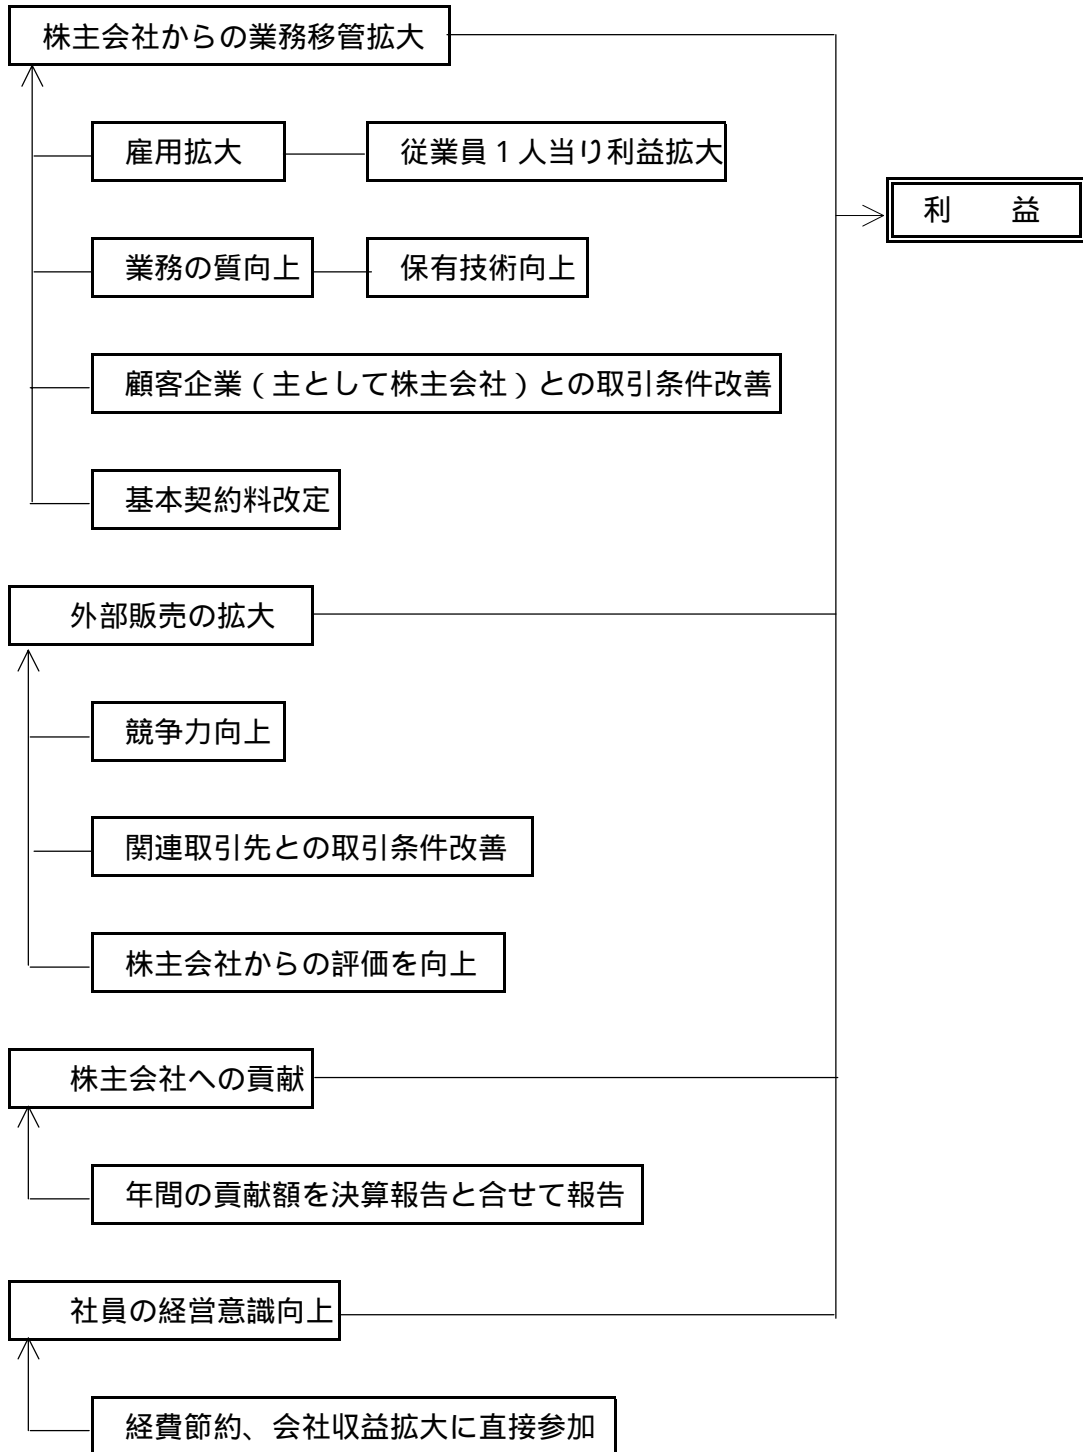 株主会社からの業務移管拡大
雇用拡大
従業員1人当り利益拡大
利 益
業務の質向上
保有技術向上
顧客企業(主として株主会社)との取引条件改善
基本契約料改定
外部販売の拡大
競争力向上
関連取引先との取引条件改善
株主会社からの評価を向上
株主会社への貢献
年間の貢献額を決算報告と合せて報告
社員の経営意識向上
経費節約、会社収益拡大に直接参加